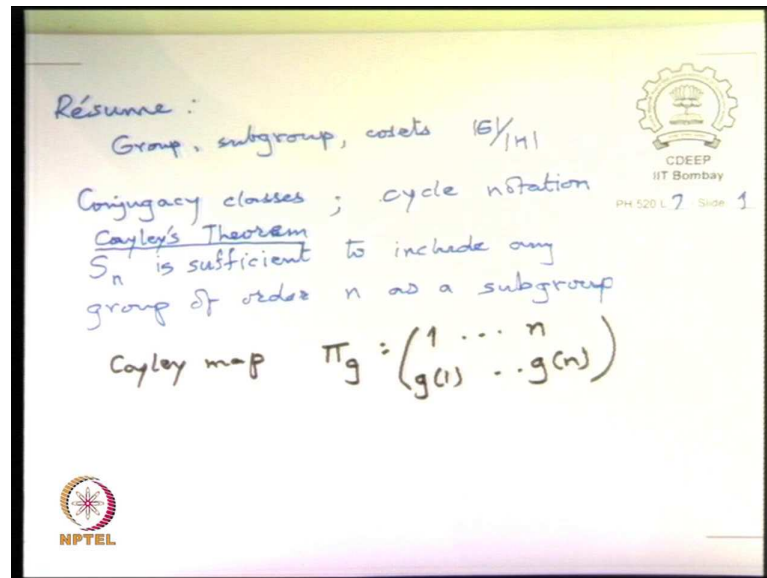 Résume :
Group, subgroup, cosets |G|/|H|
Conjugacy classes ; cycle notation
Cayley's Theorem
Sₙ is sufficient to include any
group of order n as a subgroup
Cayley map Π_g : (1 ... n
g(1) .. g(n))
CDEEP
IIT Bombay
PH 520 L 7 Slide 1
NPTEL